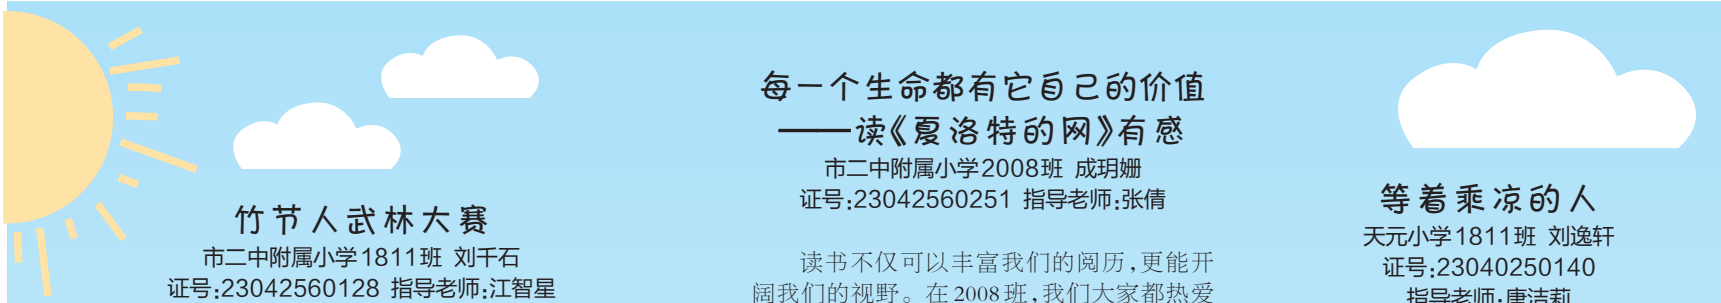 竹节人武林大赛
市二中附属小学1811班 刘千石
证号:23042560128 指导老师:江智星
每一个生命都有它自己的价值
——读《夏洛特的网》有感
市二中附属小学2008班 成玥姗
证号:23042560251 指导老师:张倩
读书不仅可以丰富我们的阅历,更能开
阔我们的视野。在2008班,我们大家都热爱
等着乘凉的人
天元小学1811班 刘逸轩
证号:23040250140
指导老师:唐洁莉